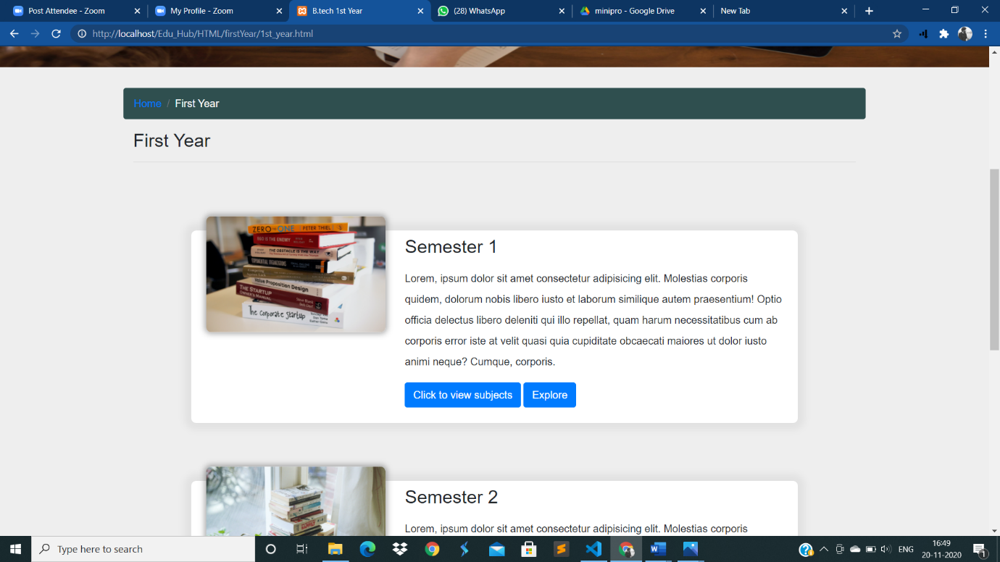 Post Attendee - Zoom
My Profile - Zoom
B.tech 1st Year
(28) WhatsApp
minipro - Google Drive
New Tab
http://localhost/Edu_Hub/HTML/firstYear/1st_year.html
Home / First Year
First Year
ZERO TO ONE PETER THIEL
EGO IS THE ENEMY
THE OBSTACLE IS THE WAY
Value Proposition Design
THE STARTUP
OWNER'S MANUAL
The Corporate Startup
Semester 1
Lorem, ipsum dolor sit amet consectetur adipisicing elit. Molestias corporis
quidem, dolorum nobis libero iusto et laborum similique autem praesentium! Optio
officia delectus libero deleniti qui illo repellat, quam harum necessitatibus cum ab
corporis error iste at velit quasi quia cupiditate obcaecati maiores ut dolor iusto
animi neque? Cumque, corporis.
Click to view subjects
Explore
FAMILY
Semester 2
Lorem, ipsum dolor sit amet consectetur adipisicing elit. Molestias corporis
Type here to search
ENG
16:49
20-11-2020
1